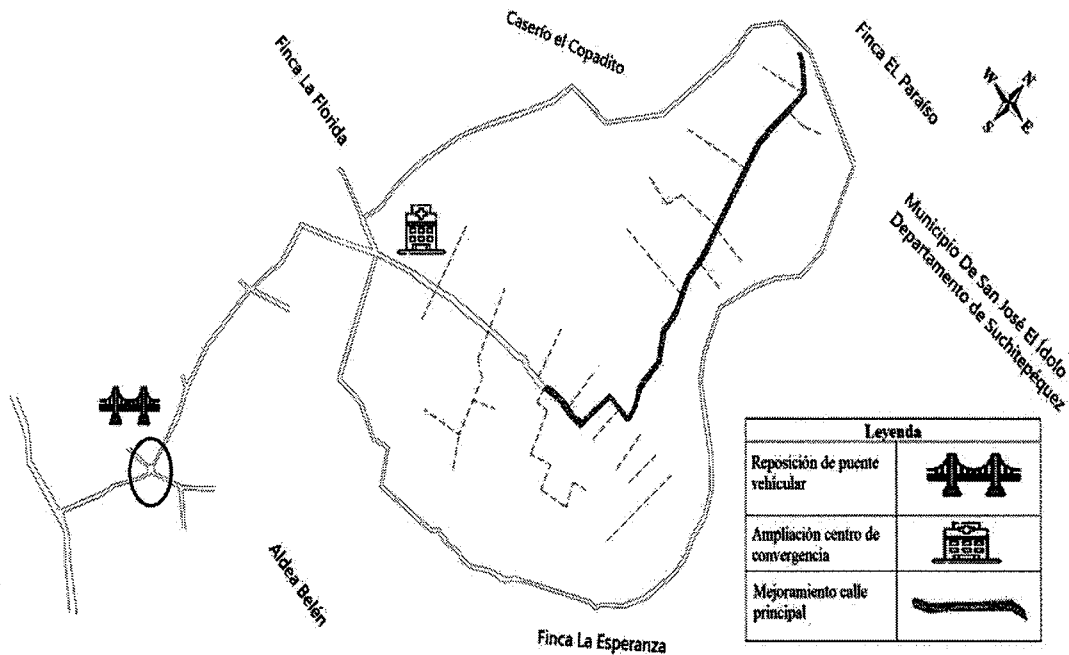 Caserío el Copadito
Finca La Florida
Finca EL Paraíso
W
N
S
E
Municipio De San José El Ídolo
Departamento de Suchitepéquez
Aldea Belén
Finca La Esperanza
Leyenda
Reposición de puente
vehicular
Ampliación centro de
convergencia
Mejoramiento calle
principal